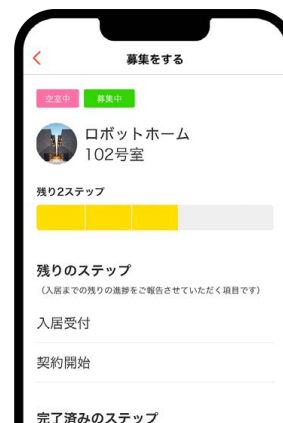 募集をする
空室中 募集中
ロボットホーム
102号室
残り2ステップ
残りのステップ
（入居までの残りの進捗をご報告させていただく項目です）
入居受付
契約開始
完了済みのステップ